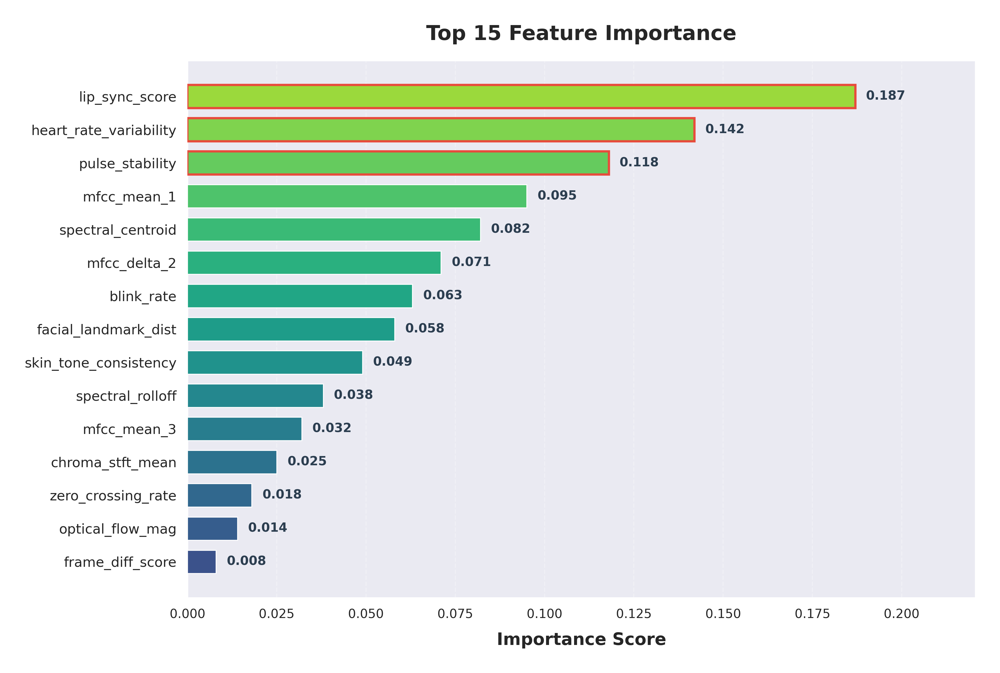 Top 15 Feature Importance
lip_sync_score 0.187
heart_rate_variability 0.142
pulse_stability 0.118
mfcc_mean_1 0.095
spectral_centroid 0.082
mfcc_delta_2 0.071
blink_rate 0.063
facial_landmark_dist 0.058
skin_tone_consistency 0.049
spectral_rolloff 0.038
mfcc_mean_3 0.032
chroma_stft_mean 0.025
zero_crossing_rate 0.018
optical_flow_mag 0.014
frame_diff_score 0.008
0.000 0.025 0.050 0.075 0.100 0.125 0.150 0.175 0.200
Importance Score